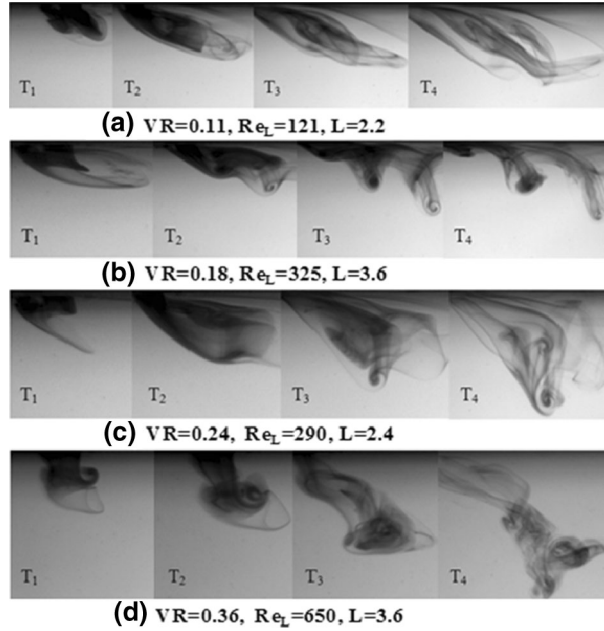 T1 T2 T3 T4
(a) VR=0.11, ReL=121, L=2.2
T1 T2 T3 T4
(b) VR=0.18, ReL=325, L=3.6
T1 T2 T3 T4
(c) VR=0.24, ReL=290, L=2.4
T1 T2 T3 T4
(d) VR=0.36, ReL=650, L=3.6